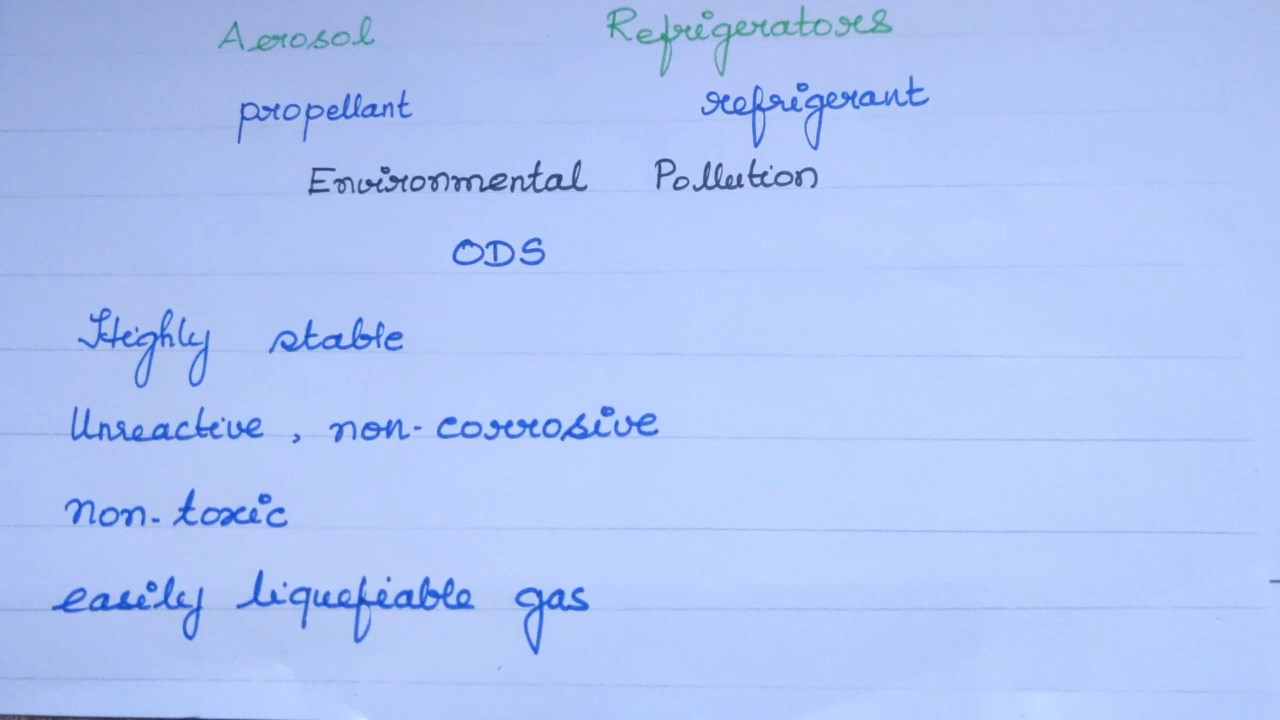 Aerosol Refrigerators
propellant refrigerant
Environmental Pollution
ODS
Highly stable
Unreactive, non-corrosive
non-toxic
easily liquefiable gas